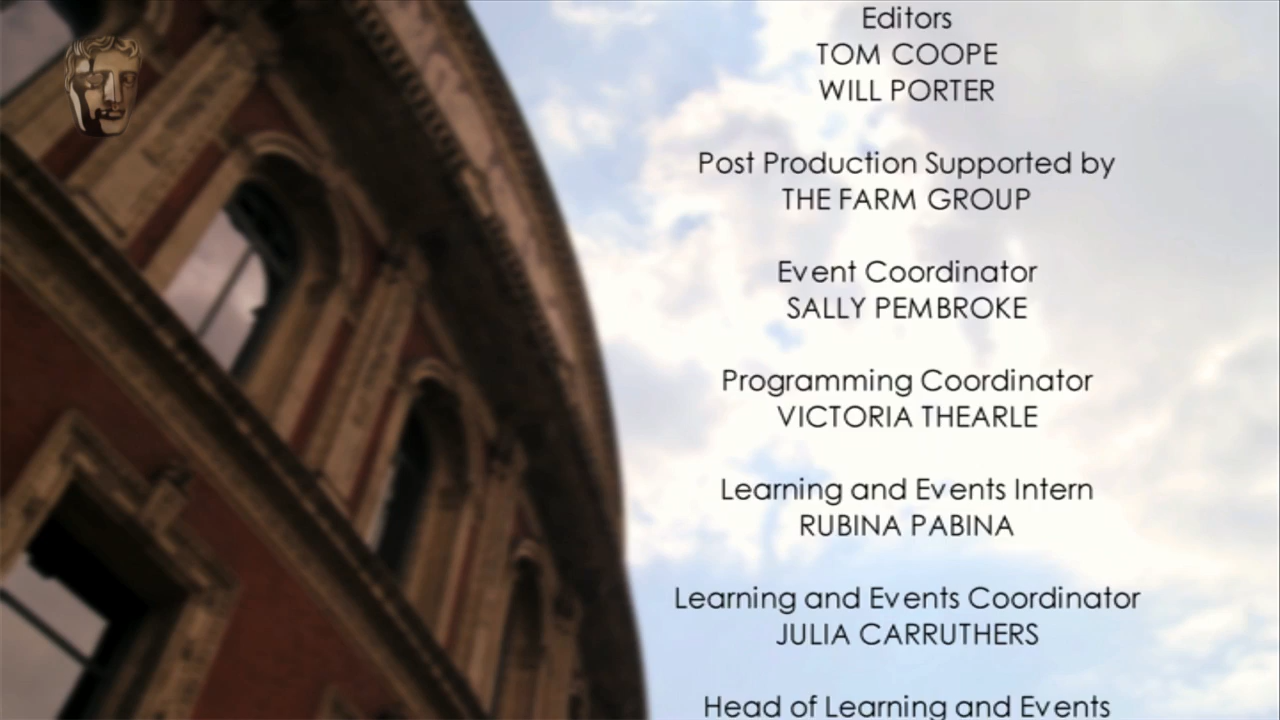 Editors
TOM COOPE
WILL PORTER
Post Production Supported by
THE FARM GROUP
Event Coordinator
SALLY PEMBROKE
Programming Coordinator
VICTORIA THEARLE
Learning and Events Intern
RUBINA PABINA
Learning and Events Coordinator
JULIA CARRUTHERS
Head of Learning and Events